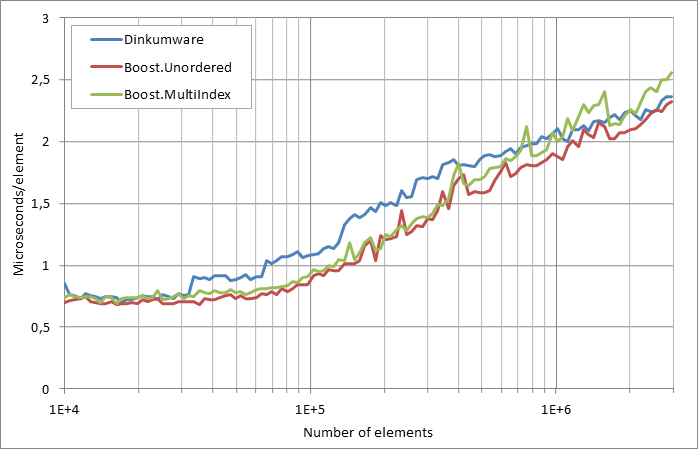 3
2,5
2
1,5
1
0,5
0
Microseconds/element
Dinkumware
Boost.Unordered
Boost.MultiIndex
1E+4 1E+5 1E+6
Number of elements